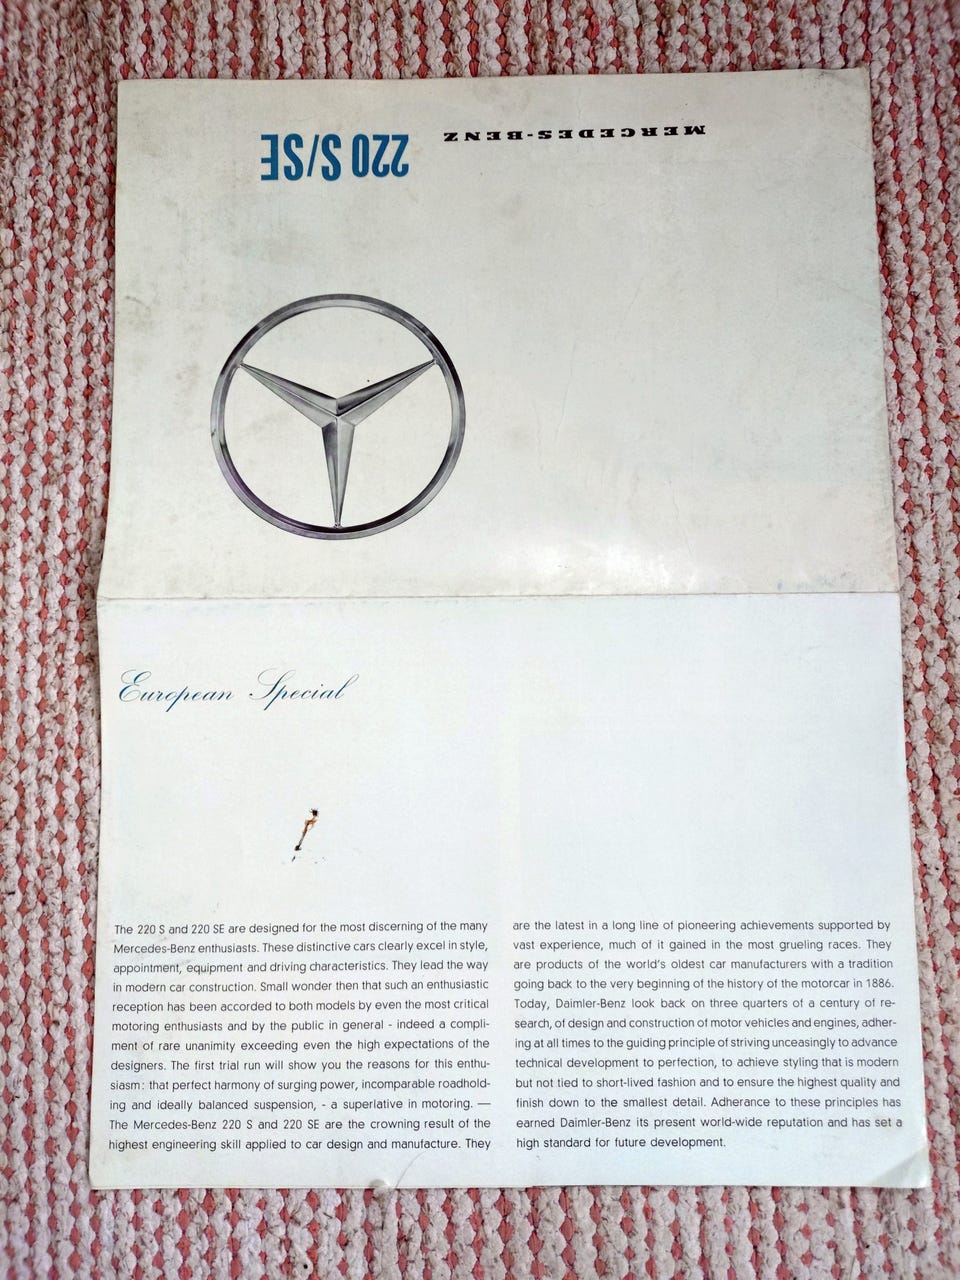 MERCEDES-BENZ
220 S/SE
European Special
The 220 S and 220 SE are designed for the most discerning of the many
Mercedes-Benz enthusiasts. These distinctive cars clearly excel in style,
appointment, equipment and driving characteristics. They lead the way
in modern car construction. Small wonder then that such an enthusiastic
reception has been accorded to both models by even the most critical
motoring enthusiasts and by the public in general - indeed a compli-
ment of rare unanimity exceeding even the high expectations of the
designers. The first trial run will show you the reasons for this enthu-
siasm: that perfect harmony of surging power, incomparable roadhold-
ing and ideally balanced suspension, - a superlative in motoring. —
The Mercedes-Benz 220 S and 220 SE are the crowning result of the
highest engineering skill applied to car design and manufacture. They
are the latest in a long line of pioneering achievements supported by
vast experience, much of it gained in the most grueling races. They
are products of the world's oldest car manufacturers with a tradition
going back to the very beginning of the history of the motorcar in 1886.
Today, Daimler-Benz look back on three quarters of a century of re-
search, of design and construction of motor vehicles and engines, adher-
ing at all times to the guiding principle of striving unceasingly to advance
technical development to perfection, to achieve styling that is modern
but not tied to short-lived fashion and to ensure the highest quality and
finish down to the smallest detail. Adherance to these principles has
earned Daimler-Benz its present world-wide reputation and has set a
high standard for future development.